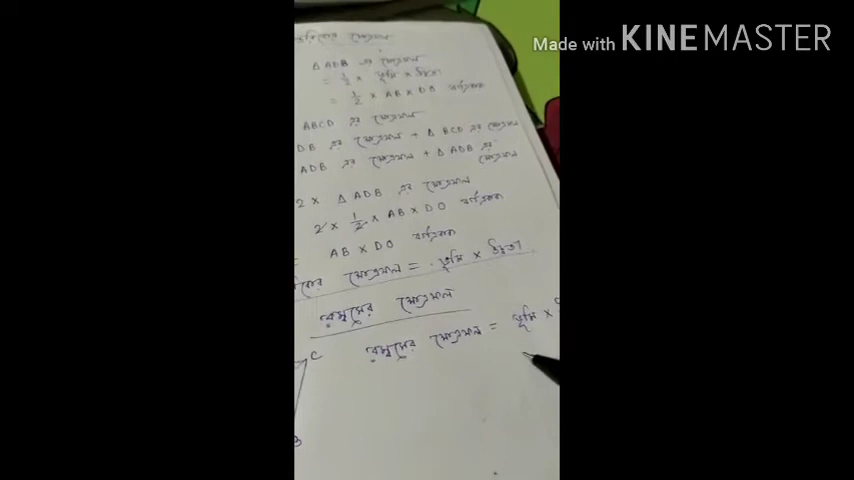 Made with KINEMASTER
ক্ষেত্রফল
Δ ADB এর ক্ষেত্রফল
= 1/2 × ভূমি × উচ্চতা
= 1/2 × AB × DO বর্গএকক
ABCD এর ক্ষেত্রফল
DB এর ক্ষেত্রফল + Δ BCD এর ক্ষেত্রফল
ADB এর ক্ষেত্রফল + Δ ADB এর ক্ষেত্রফল
2 × Δ ADB এর ক্ষেত্রফল
2 × 1/2 × AB × DO বর্গএকক
= AB × DO বর্গএকক
ক্ষেত্রফল = ভূমি × উচ্চতা
রম্বসের ক্ষেত্রফল
রম্বসের ক্ষেত্রফল = ভূমি ×
C
B